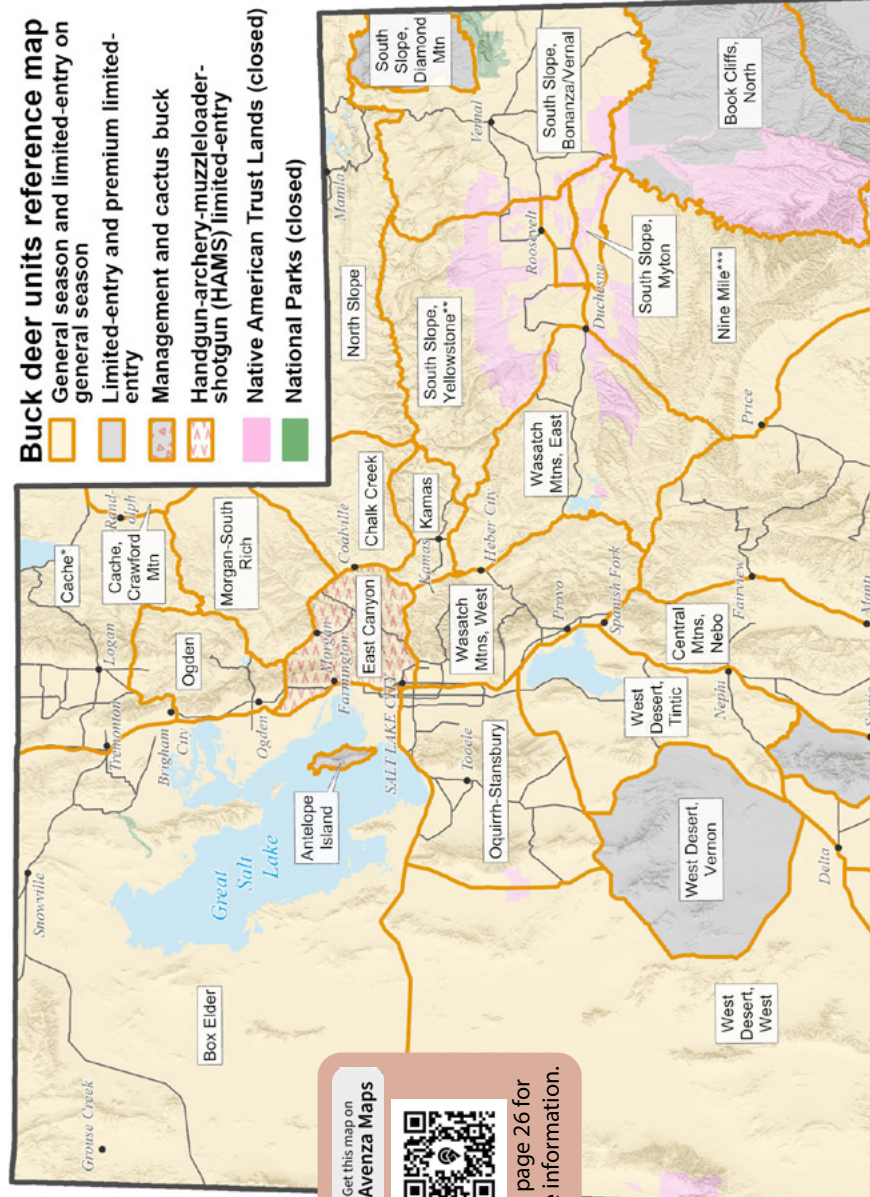 Buck deer units reference map
General season and limited-entry on
general season
Limited-entry and premium limited-
entry
Management and cactus buck
Handgun-archery-muzzleloader-
shotgun (HAMS) limited-entry
Native American Trust Lands (closed)
National Parks (closed)
Snowville
Grouse Creek
Tremonton
Logan
Cache*
Rand-
olph
Cache,
Crawford
Mtn
Brigham
City
Ogden
Morgan-South
Rich
Box Elder
Great
Salt
Lake
Ogden
Morgan
Farmington
Coalville
East Canyon
Chalk Creek
North Slope
Manila
South
Slope,
Diamond
Mtn
Antelope
Island
SALT LAKE CITY
Kamas
Kamas
South Slope,
Yellowstone**
Vernal
Tooele
Oquirrh-Stansbury
Wasatch
Mtns, West
Heber City
Wasatch
Mtns, East
Roosevelt
South Slope,
Bonanza/Vernal
Provo
Spanish Fork
Duchesne
South Slope,
Myton
West
Desert,
Tintic
Central
Mtns,
Nebo
West Desert,
Vernon
West
Desert,
West
Nephi
Fairview
Price
Nine Mile***
Book Cliffs,
North
Delta
Get this map on
Avenza Maps
page 26 for
information.